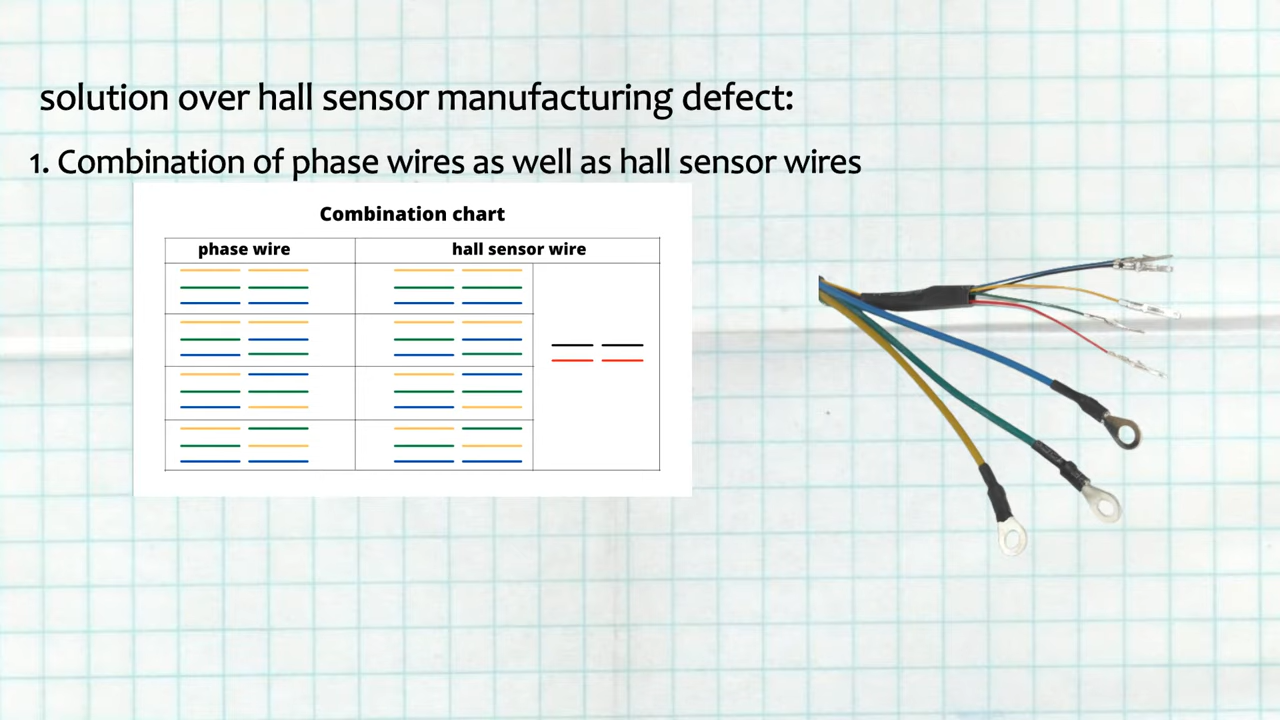 solution over hall sensor manufacturing defect:
1. Combination of phase wires as well as hall sensor wires
Combination chart
phase wire
hall sensor wire